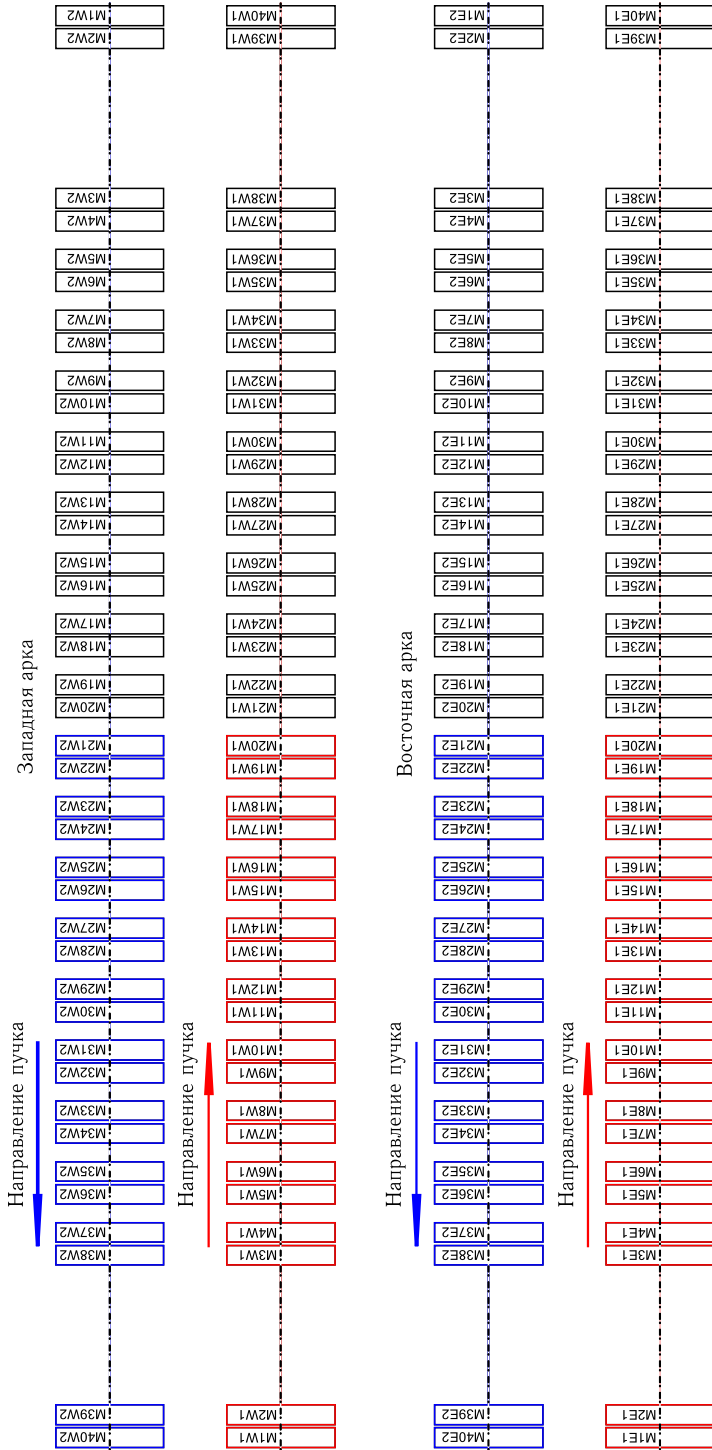 M1W2
M2W2
M3W2
M4W2
M5W2
M6W2
M7W2
M8W2
M9W2
M10W2
M11W2
M12W2
M13W2
M14W2
M15W2
M16W2
M17W2
M18W2
M19W2
M20W2
M21W2
M22W2
M23W2
M24W2
M25W2
M26W2
M27W2
M28W2
M29W2
M30W2
M31W2
M32W2
M33W2
M34W2
M35W2
M36W2
M37W2
M38W2
M39W2
M40W2
Западная арка
Направление пучка
M40W1
M39W1
M38W1
M37W1
M36W1
M35W1
M34W1
M33W1
M32W1
M31W1
M30W1
M29W1
M28W1
M27W1
M26W1
M25W1
M24W1
M23W1
M22W1
M21W1
M20W1
M19W1
M18W1
M17W1
M16W1
M15W1
M14W1
M13W1
M12W1
M11W1
M10W1
M9W1
M8W1
M7W1
M6W1
M5W1
M4W1
M3W1
M2W1
M1W1
Направление пучка
M1E2
M2E2
M3E2
M4E2
M5E2
M6E2
M7E2
M8E2
M9E2
M10E2
M11E2
M12E2
M13E2
M14E2
M15E2
M16E2
M17E2
M18E2
M19E2
M20E2
M21E2
M22E2
M23E2
M24E2
M25E2
M26E2
M27E2
M28E2
M29E2
M30E2
M31E2
M32E2
M33E2
M34E2
M35E2
M36E2
M37E2
M38E2
M39E2
M40E2
Восточная арка
Направление пучка
M40E1
M39E1
M38E1
M37E1
M36E1
M35E1
M34E1
M33E1
M32E1
M31E1
M30E1
M29E1
M28E1
M27E1
M26E1
M25E1
M24E1
M23E1
M22E1
M21E1
M20E1
M19E1
M18E1
M17E1
M16E1
M15E1
M14E1
M13E1
M12E1
M11E1
M10E1
M9E1
M8E1
M7E1
M6E1
M5E1
M4E1
M3E1
M2E1
M1E1
Направление пучка